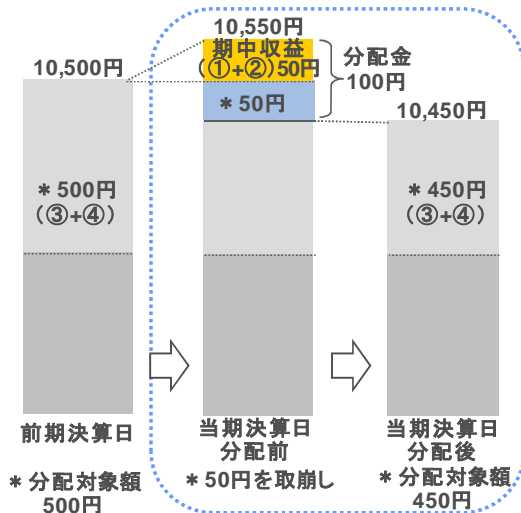 10,550円
期中収益
(①+②)50円
分配金
100円
10,500円
＊50円
10,450円
＊500円
(③+④)
＊450円
(③+④)
前期決算日
当期決算日
分配前
当期決算日
分配後
＊分配対象額
500円
＊50円を取崩し
＊分配対象額
450円